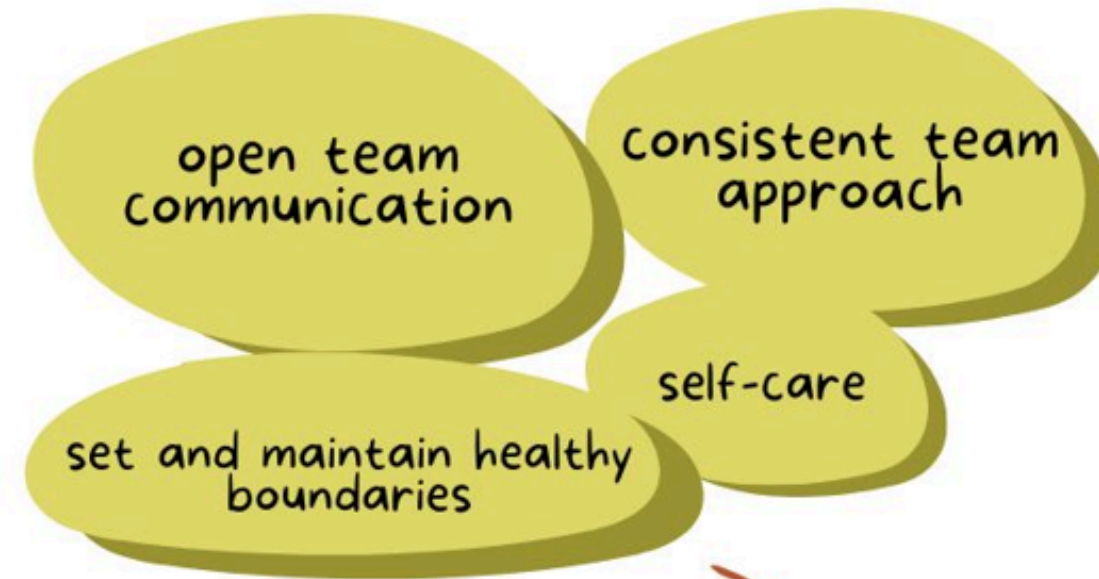 open team
communication
consistent team
approach
self-care
set and maintain healthy
boundaries